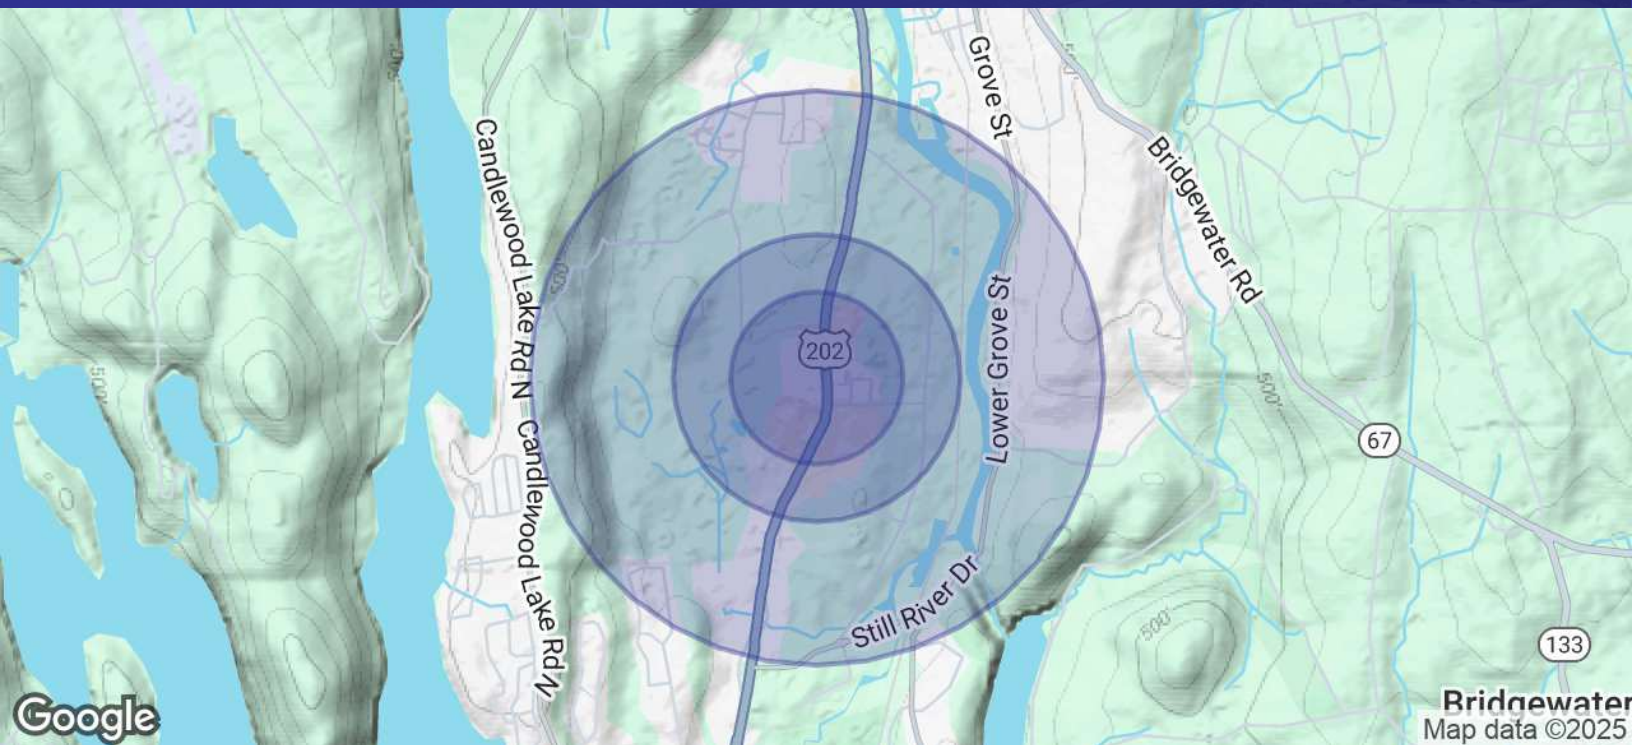 Grove St
Bridgewater Rd
Candlewood Lake Rd N
Candlewood Lake Rd N
500'
500'
202
Lower Grove St
500'
67
Still River Dr
500'
133
Bridgewater
Google
Map data ©2025